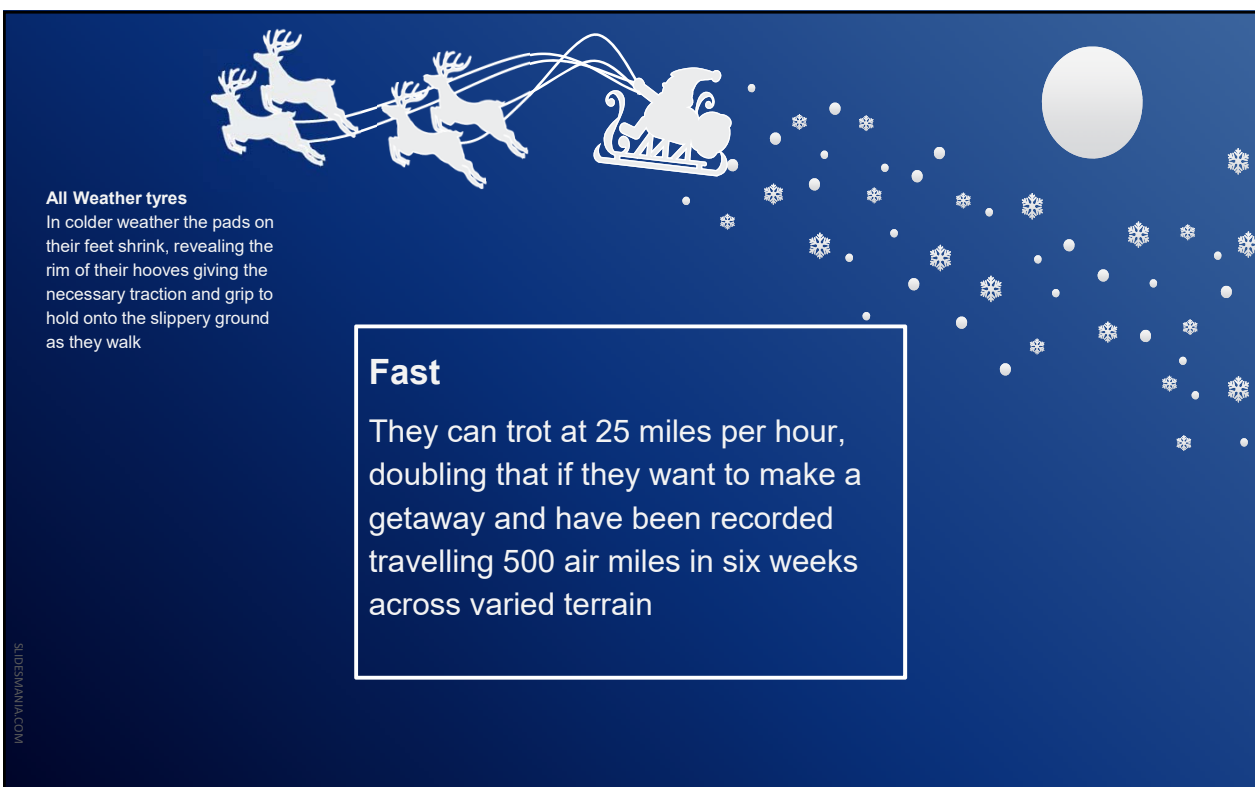 All Weather tyres
In colder weather the pads on
their feet shrink, revealing the
rim of their hooves giving the
necessary traction and grip to
hold onto the slippery ground
as they walk
Fast
They can trot at 25 miles per hour,
doubling that if they want to make a
getaway and have been recorded
travelling 500 air miles in six weeks
across varied terrain
SLIDESMANIA.COM